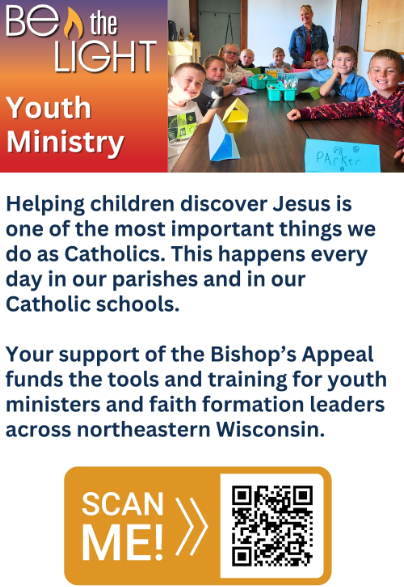 BE the
LIGHT
Youth
Ministry
PArker
Helping children discover Jesus is
one of the most important things we
do as Catholics. This happens every
day in our parishes and in our
Catholic schools.
Your support of the Bishop's Appeal
funds the tools and training for youth
ministers and faith formation leaders
across northeastern Wisconsin.
SCAN
ME!